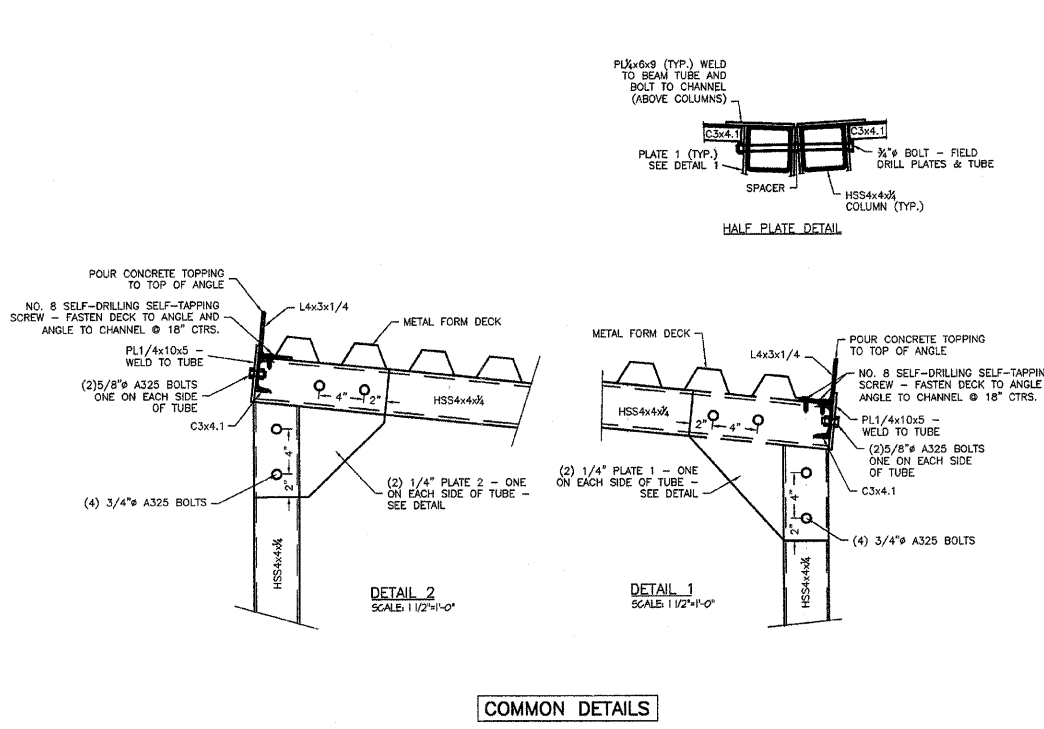 PL¼x6x9 (TYP.) WELD
TO BEAM TUBE AND
BOLT TO CHANNEL
(ABOVE COLUMNS)
C3x4.1
C3x4.1
PLATE 1 (TYP.)
SEE DETAIL 1
SPACER
¾"ø BOLT – FIELD
DRILL PLATES & TUBE
HSS4x4x¼
COLUMN (TYP.)
HALF PLATE DETAIL
POUR CONCRETE TOPPING
TO TOP OF ANGLE
NO. 8 SELF–DRILLING SELF–TAPPING
SCREW – FASTEN DECK TO ANGLE AND
ANGLE TO CHANNEL @ 18" CTRS.
L4x3x1/4
METAL FORM DECK
PL1/4x10x5 –
WELD TO TUBE
(2)5/8"ø A325 BOLTS
ONE ON EACH SIDE
OF TUBE
C3x4.1
4"
2"
HSS4x4x¼
4"
2"
(4) 3/4"ø A325 BOLTS
(2) 1/4" PLATE 2 – ONE
ON EACH SIDE OF TUBE –
SEE DETAIL
HSS4x4x¼
DETAIL 2
SCALE: 1 1/2"=1'-0"
METAL FORM DECK
POUR CONCRETE TOPPING
TO TOP OF ANGLE
L4x3x1/4
NO. 8 SELF–DRILLING SELF–TAPPIN
SCREW – FASTEN DECK TO ANGLE
ANGLE TO CHANNEL @ 18" CTRS.
HSS4x4x¼
2"
4"
PL1/4x10x5 –
WELD TO TUBE
(2)5/8"ø A325 BOLTS
ONE ON EACH SIDE
OF TUBE
C3x4.1
(2) 1/4" PLATE 1 – ONE
ON EACH SIDE OF TUBE–
SEE DETAIL
4"
2"
(4) 3/4"ø A325 BOLTS
HSS4x4x¼
DETAIL 1
SCALE: 1 1/2"=1'-0"
COMMON DETAILS